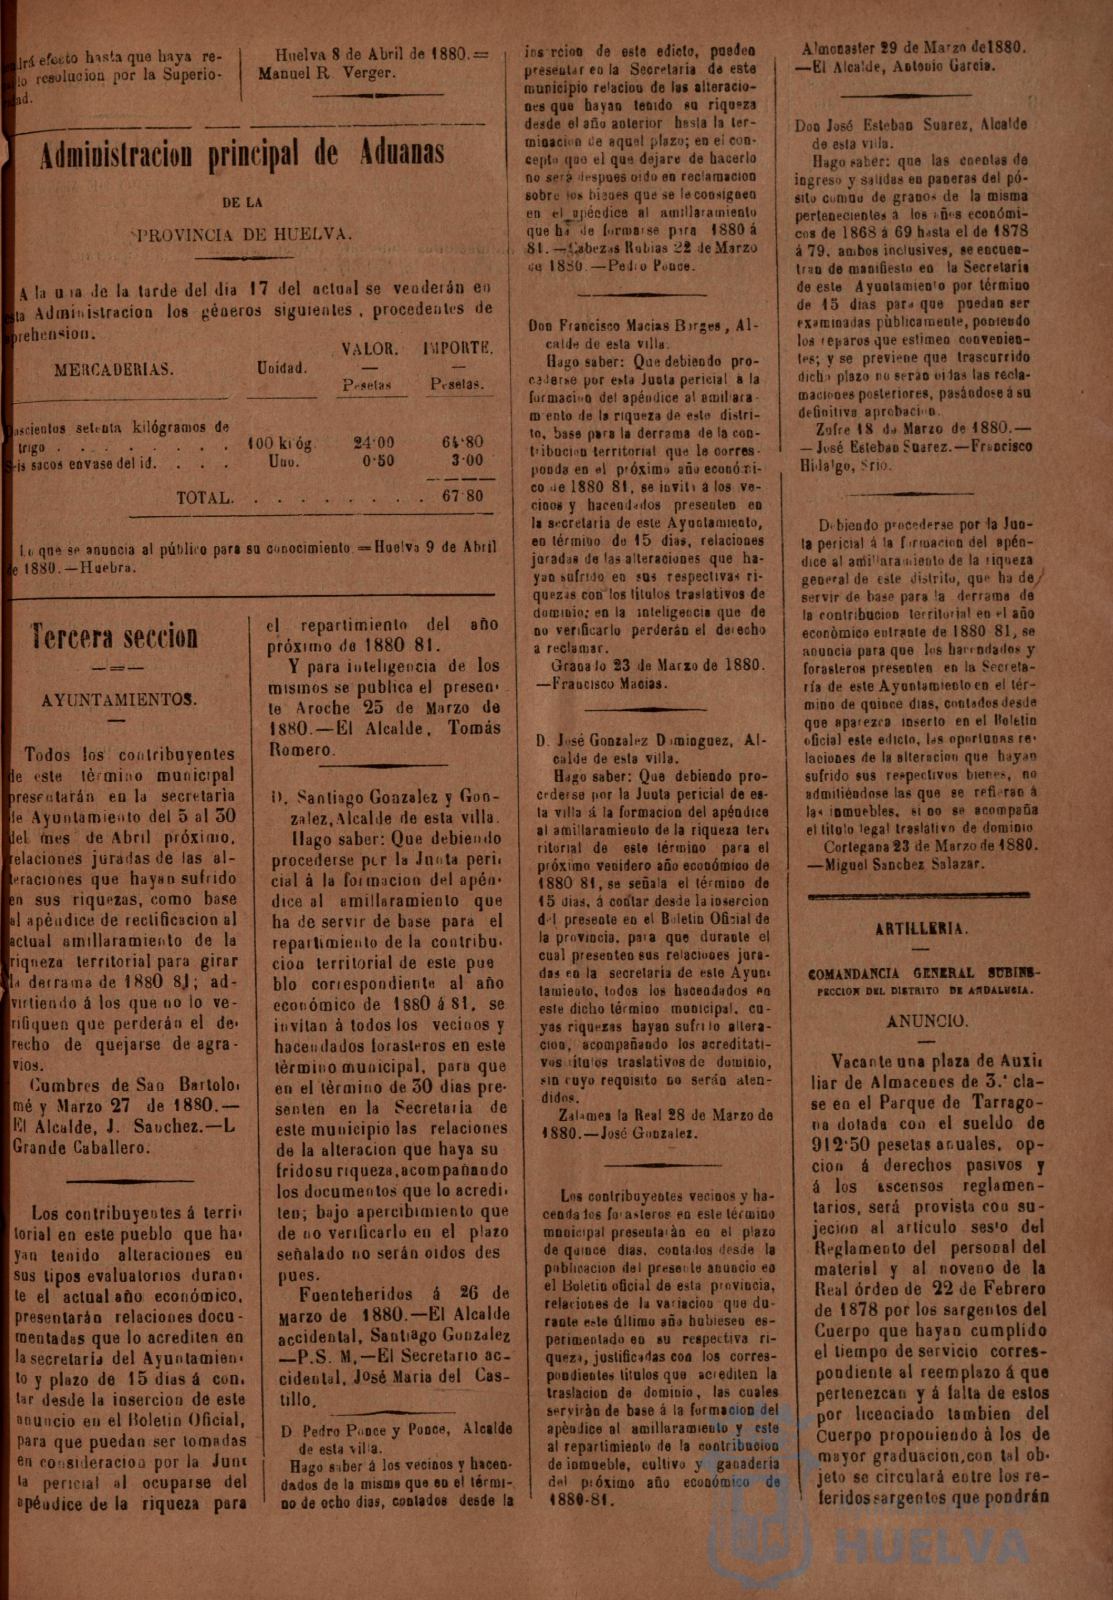 drá efecto hasta que haya re-
lo resolucion por la Superio-
dad.
Huelva 8 de Abril de 1880.=
Manuel R. Verger.
Administracion principal de Aduanas
DE LA
PROVINCIA DE HUELVA.
A la una de la tarde del dia 17 del actual se venderán en
esta Administracion los géneros siguientes, procedentes de
aprehension.
MERCADERIAS. Unidad. VALOR. IMPORTE.
— —
Pesetas Pesetas.
Doscientos setenta kilógramos de
trigo . . . . . . . . 100 kióg. 24'00 64'80
Seis sacos envase del id. . . . Uno. 0'50 3'00
TOTAL. . . . . . . . . 67'80
Lo que se anuncia al público para su conocimiento.=Huelva 9 de Abril
de 1880.—Huebra.
Tercera seccion
AYUNTAMIENTOS.
Todos los contribuyentes
de este término municipal
presentarán en la secretaria
de Ayuntamiento del 5 al 30
del mes de Abril próximo,
relaciones juradas de las al-
teraciones que hayan sufrido
en sus riquezas, como base
al apéndice de rectificacion al
actual amillaramiento de la
riqueza territorial para girar
la derrama de 1880 81; ad-
virtiendo á los que no lo ve-
rifiquen que perderán el de-
recho de quejarse de agra-
vios.
Cumbres de San Bartolo-
mé y Marzo 27 de 1880.—
El Alcalde, J. Sanchez.—L
Grande Caballero.
Los contribuyentes á terri-
torial en este pueblo que ha-
yan tenido alteraciones en
sus tipos evaluatorios duran-
te el actual año económico,
presentarán relaciones docu-
mentadas que lo acrediten en
la secretaria del Ayuntamien-
to y plazo de 15 dias á con-
tar desde la insercion de este
anuncio en el Boletin Oficial,
para que puedan ser tomadas
en consideracion por la Junt
a pericial al ocuparse del
apéndice de la riqueza para
el repartimiento del año
próximo de 1880 81.
Y para inteligencia de los
mismos se publica el presen-
te Aroche 25 de Marzo de
1880.—El Alcalde, Tomás
Romero.
D. Santiago Gonzalez y Gon-
zalez, Alcalde de esta villa.
Hago saber: Que debiendo
procederse por la Junta peri-
cial á la formacion del apén-
dice al amillaramiento que
ha de servir de base para el
repartimiento de la contribu-
cion territorial de este pue
blo correspondiente al año
económico de 1880 á 81, se
invitan á todos los vecinos y
hacendados forasteros en este
término municipal, para que
en el término de 30 dias pre-
senten en la Secretaria de
este municipio las relaciones
de la alteracion que haya su
frido su riqueza, acompañando
los documentos que lo acredi-
ten; bajo apercibimiento que
de no verificarlo en el plazo
señalado no serán oidos des
pues.
Fuenteheridos á 26 de
Marzo de 1880.—El Alcalde
accidental, Santiago Gonzalez
—P.S. M.—El Secretario ac-
cidental, José Maria del Cas-
tillo.
D Pedro Ponce y Ponce, Alcalde
de esta villa.
Hago saber á los vecinos y hacen-
dados de la misma que en el térmi-
no de ocho dias, contados desde la
insercion de este edicto, pueden
presentar en la Secretaria de este
municipio relacion de las alteracio-
nes que hayan tenido su riqueza
desde el año anterior hasta la ter-
minacion de aquel plazo; en el con-
cepto que el que dejare de hacerlo
no será despues oido en reclamacion
sobre los bienes que se le consignen
en el apéndice al amillaramiento
que ha de formarse para 1880 á
81.—Cabezas Rubias 22 de Marzo
de 1880.—Pedro Ponce.
Don Francisco Macias Borges, Al-
calde de esta villa.
Hago saber: Que debiendo pro-
cederse por esta Junta pericial a la
formacion del apéndice al amillara-
miento de la riqueza de este distri-
to, base para la derrama de la con-
tribucion territorial que le corres-
ponda en el próximo año económi-
co de 1880 81, se invita á los ve-
cinos y hacendados presenten en
la secretaria de este Ayuntamiento,
en término de 15 dias, relaciones
juradas de las alteraciones que ha-
yan sufrido en sus respectivas ri-
quezas con los titulos traslativos de
dominio; en la inteligencia que de
no verificarlo perderán el derecho
a reclamar.
Granado 23 de Marzo de 1880.
—Francisco Macias.
D. José Gonzalez Dominguez, Al-
calde de esta villa.
Hago saber: Que debiendo pro-
cederse por la Junta pericial de es-
ta villa á la formacion del apéndice
al amillaramiento de la riqueza ter-
ritorial de este término para el
próximo venidero año económico de
1880 81, se señala el término de
15 dias, á contar desde la insercion
del presente en el Boletin Oficial de
la provincia, para que durante el
cual presenten sus relaciones jura-
das en la secretaria de este Ayun-
tamiento, todos los hacendados en
este dicho término municipal, cu-
yas riquezas hayan sufrido altera-
cion, acompañando los acreditati-
vos titulos traslativos de dominio,
sin cuyo requisito no serán aten-
didos.
Zalamea la Real 28 de Marzo de
1880.—José Gonzalez.
Los contribuyentes vecinos y ha-
cendados forasteros en este término
municipal presentarán en el plazo
de quince dias, contados desde la
publicacion del presente anuncio en
el Boletin oficial de esta provincia,
relaciones de la variacion que du-
rante este último año hubiesen es-
perimentado en su respectiva ri-
queza, justificadas con los corres-
pondientes titulos que acrediten la
traslacion de dominio, las cuales
servirán de base á la formacion del
apéndice al amillaramiento y este
al repartimiento de la contribucion
de inmueble, cultivo y ganaderia
del próximo año económico de
1880-81.
Almonaster 29 de Marzo de 1880.
—El Alcalde, Antonio Garcia.
Don José Esteban Suarez, Alcalde
de esta villa.
Hago saber: que las cuentas de
ingreso y salidas en paneras del pó-
sito comun de granos de la misma
pertenecientes á los años económi-
cos de 1868 á 69 hasta el de 1878
á 79, ambos inclusives, se encuen-
tran de manifiesto en la Secretaria
de este Ayuntamiento por término
de 15 dias para que puedan ser
examinadas públicamente, poniendo
los reparos que estimen convenien-
tes; y se previene que trascurrido
dicho plazo no serán oidas las recla-
maciones posteriores, pasándose á su
definitiva aprobacion.
Zufre 18 de Marzo de 1880.—
—José Esteban Suarez.—Francisco
Hidalgo, Srio.
Debiendo procederse por la Jun-
ta pericial á la formacion del apén-
dice al amillaramiento de la riqueza
general de este distrito, que ha de
servir de base para la derrama de
la contribucion territorial en el año
económico entrante de 1880 81, se
anuncia para que los hacendados y
forasteros presenten en la Secreta-
ría de este Ayuntamiento en el tér-
mino de quince dias, contados desde
que aparezca inserto en el Boletin
oficial este edicto, las oportunas re-
laciones de la alteracion que hayan
sufrido sus respectivos bienes, no
admitiéndose las que se refieran á
las inmuebles, si no se acompaña
el titulo legal traslativo de dominio
Cortegana 23 de Marzo de 1880.
—Miguel Sanchez Salazar.
ARTILLERIA.
COMANDANCIA GENERAL SUBINS-
PECCION DEL DISTRITO DE ANDALUCIA.
ANUNCIO.
Vacante una plaza de Auxi-
liar de Almacenes de 3.ª cla-
se en el Parque de Tarrago-
na dotada con el sueldo de
912'50 pesetas anuales, op-
cion á derechos pasivos y
á los ascensos reglamen-
tarios, será provista con su-
jecion al articulo sesto del
Reglamento del personal del
material y al noveno de la
Real órden de 22 de Febrero
de 1878 por los sargentos del
Cuerpo que hayan cumplido
el tiempo de servicio corres-
pondiente al reemplazo á que
pertenezcan y á falta de estos
por licenciado tambien del
Cuerpo proponiendo á los de
mayor graduacion, con tal ob-
jeto se circulará entre los re-
feridos sargentos que pondrán
HUELVA